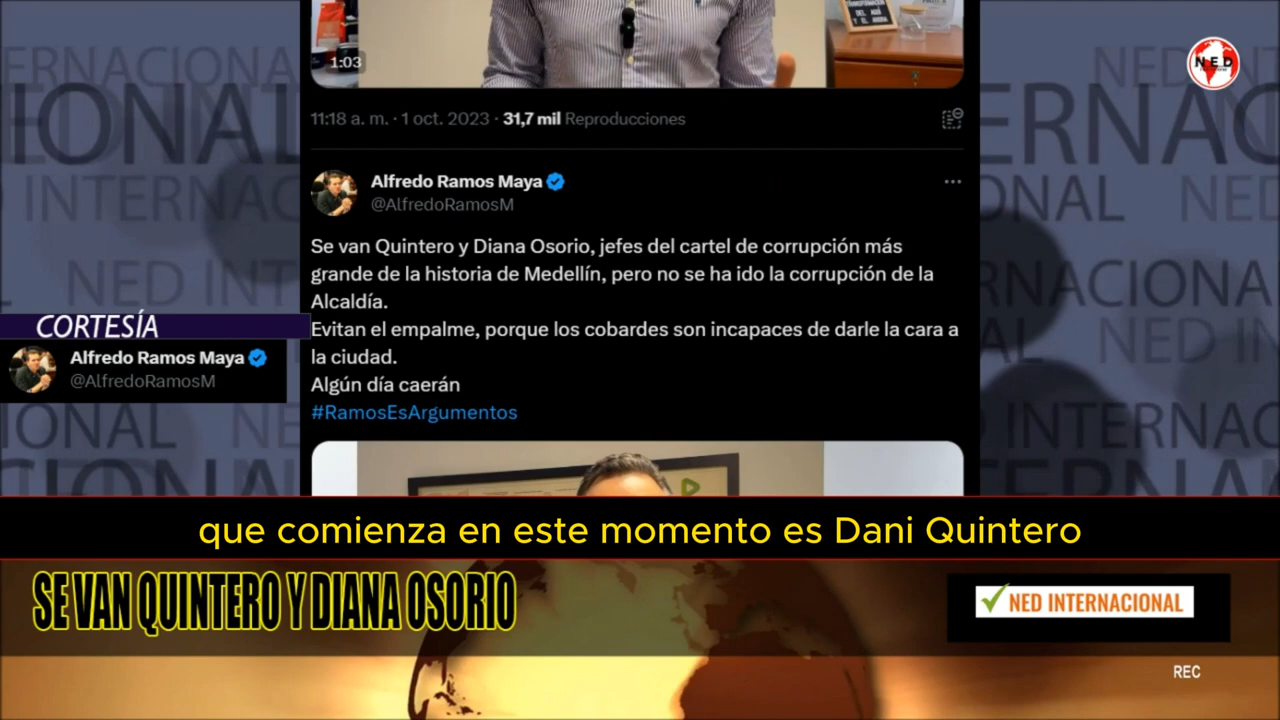 1:03
11:18 a. m. · 1 oct. 2023 · 31,7 mil Reproducciones
NED
Alfredo Ramos Maya
@AlfredoRamosM
Se van Quintero y Diana Osorio, jefes del cartel de corrupción más
grande de la historia de Medellín, pero no se ha ido la corrupción de la
Alcaldía.
Evitan el empalme, porque los cobardes son incapaces de darle la cara a
la ciudad.
Algún día caerán
#RamosEsArgumentos
CORTESÍA
Alfredo Ramos Maya
@AlfredoRamosM
que comienza en este momento es Dani Quintero
SE VAN QUINTERO Y DIANA OSORIO
NED INTERNACIONAL
REC